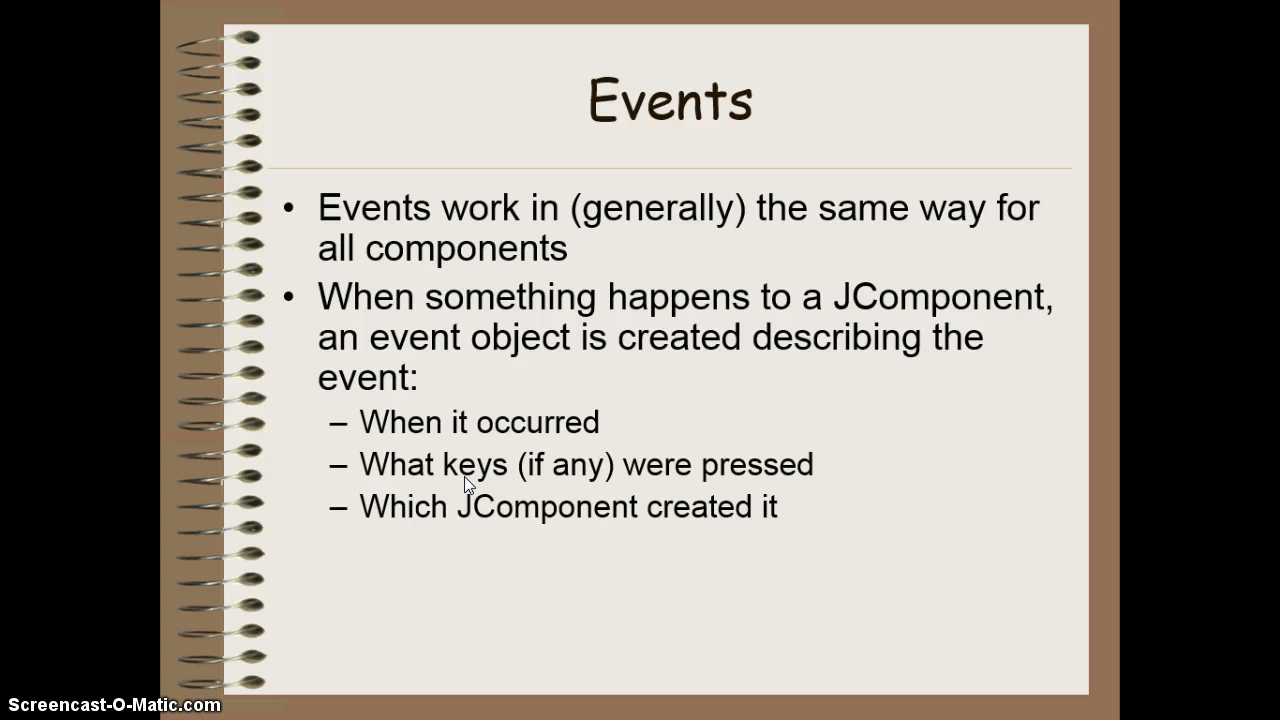 Events
• Events work in (generally) the same way for
all components
• When something happens to a JComponent,
an event object is created describing the
event:
– When it occurred
– What keys (if any) were pressed
– Which JComponent created it
Screencast-O-Matic.com